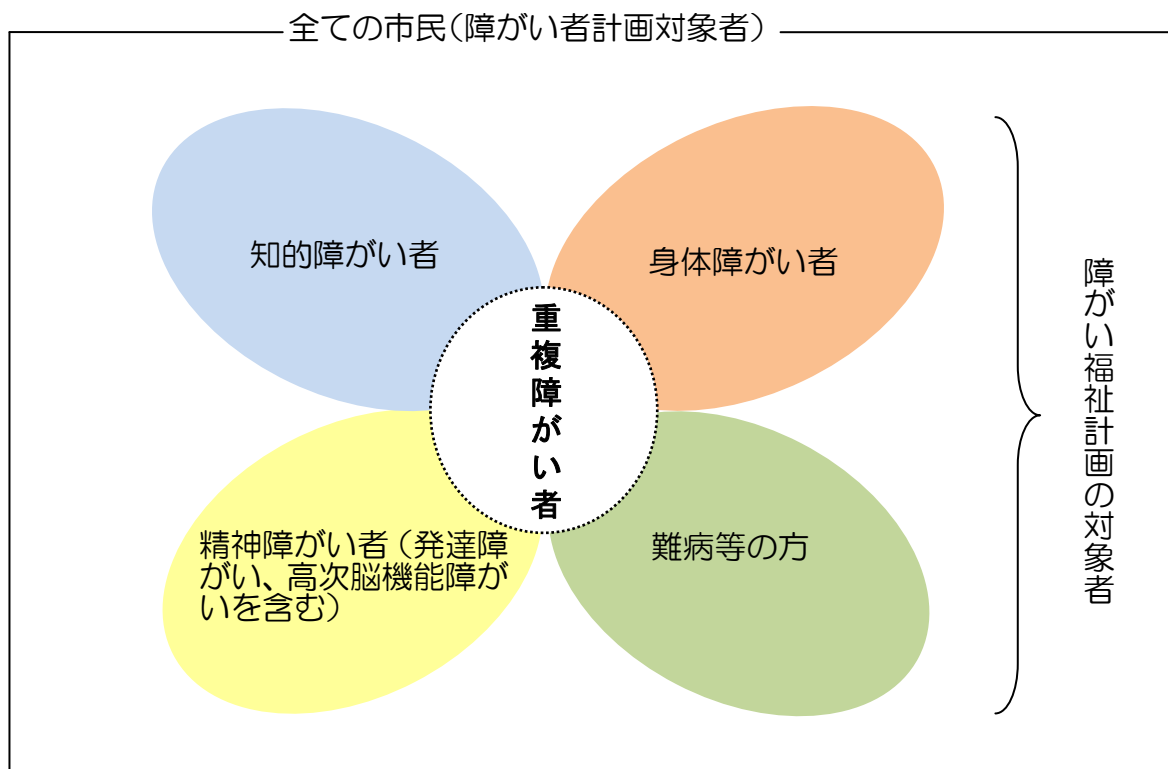 全ての市民（障がい者計画対象者）
知的障がい者
身体障がい者
重複障がい者
精神障がい者（発達障
がい、高次脳機能障が
いを含む）
難病等の方
障がい福祉計画の対象者